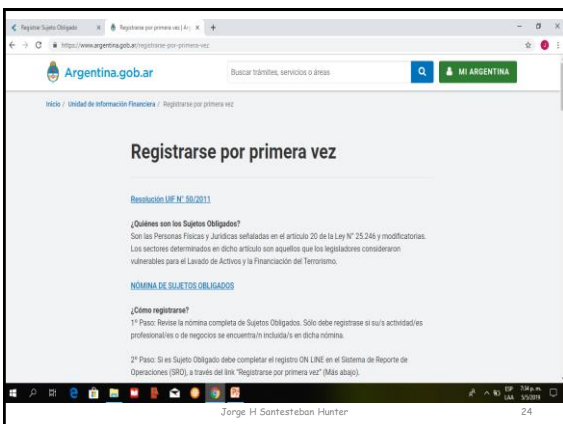 Registrar Sujeto Obligado
Registrarse por primera vez | Arg
https://www.argentina.gob.ar/registrarse-por-primera-vez
Argentina.gob.ar
Buscar trámites, servicios o áreas
MI ARGENTINA
Inicio / Unidad de Información Financiera / Registrarse por primera vez
Registrarse por primera vez
Resolución UIF N° 50/2011
¿Quiénes son los Sujetos Obligados?
Son las Personas Físicas y Jurídicas señaladas en el artículo 20 de la Ley N° 25.246 y modificatorias.
Los sectores determinados en dicho artículo son aquellos que los legisladores consideraron
vulnerables para el Lavado de Activos y la Financiación del Terrorismo.
NÓMINA DE SUJETOS OBLIGADOS
¿Cómo registrarse?
1º Paso: Revise la nómina completa de Sujetos Obligados. Sólo debe registrase si su/s actividad/es
profesional/es o de negocios se encuentra/n incluida/s en dicha nómina.
2º Paso: Si es Sujeto Obligado debe completar el registro ON LINE en el Sistema de Reporte de
Operaciones (SRO), a través del link "Registrarse por primera vez" (Más abajo).
ESP
LAA
7:04 p.m.
5/5/2019
Jorge H Santesteban Hunter
24